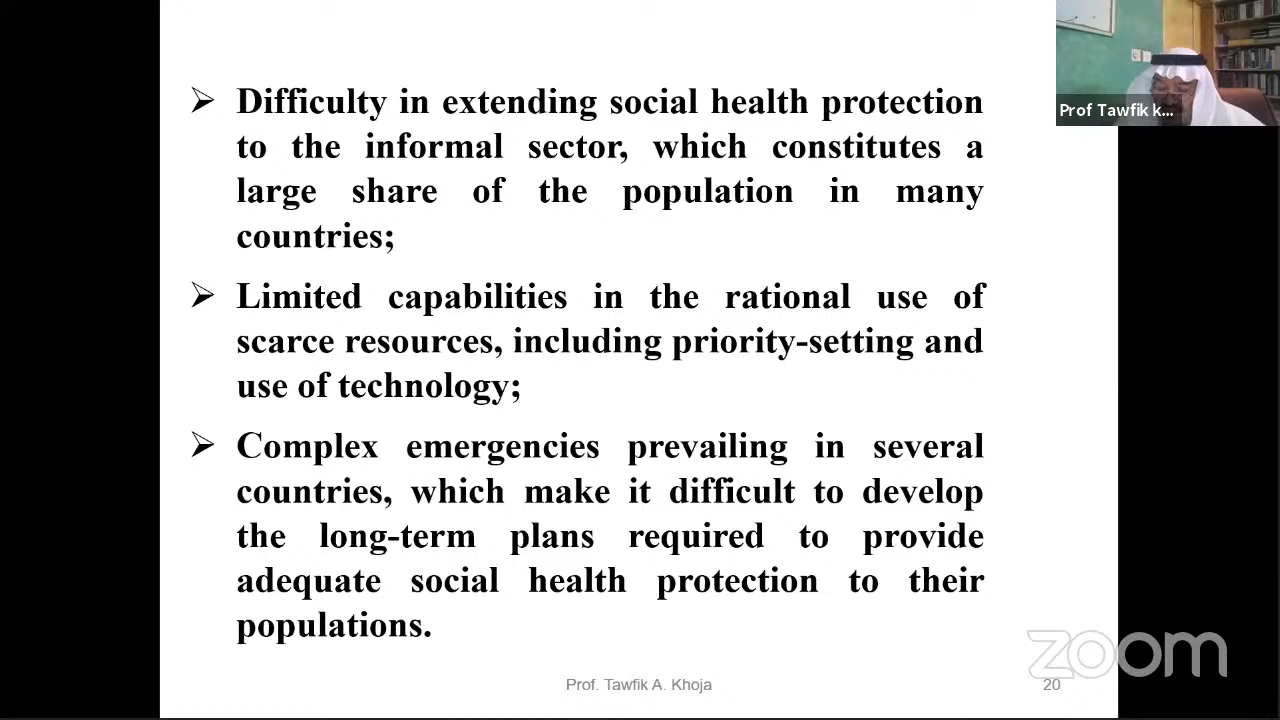 Difficulty in extending social health protection
to the informal sector, which constitutes a
large share of the population in many
countries;
Limited capabilities in the rational use of
scarce resources, including priority-setting and
use of technology;
Complex emergencies prevailing in several
countries, which make it difficult to develop
the long-term plans required to provide
adequate social health protection to their
populations.
Prof. Tawfik A. Khoja
20
Prof Tawfik k...
zoom